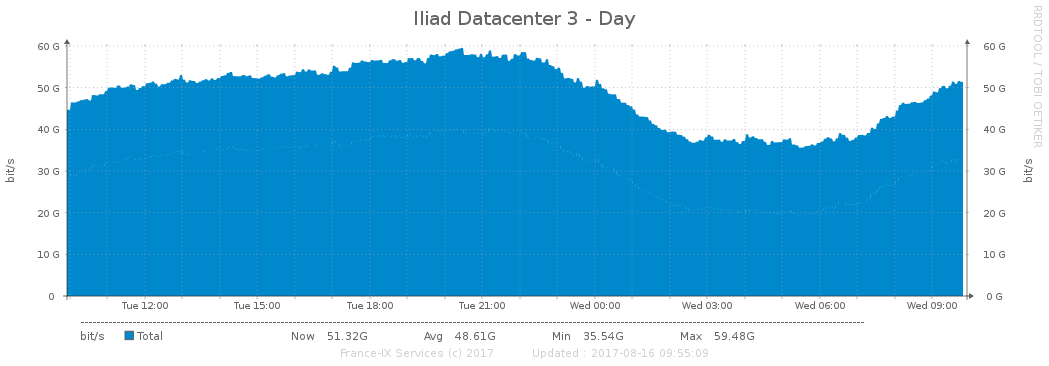 Iliad Datacenter 3 - Day
RRDTOOL / TOBI OETIKER
60 G 60 G
50 G 50 G
40 G 40 G
30 G 30 G
20 G 20 G
10 G 10 G
0 0 G
bit/s
bit/s
Tue 12:00 Tue 15:00 Tue 18:00 Tue 21:00 Wed 00:00 Wed 03:00 Wed 06:00 Wed 09:00
bit/s Total Now 51.32G Avg 48.61G Min 35.54G Max 59.48G
France-IX Services (c) 2017 Updated : 2017-08-16 09:55:09